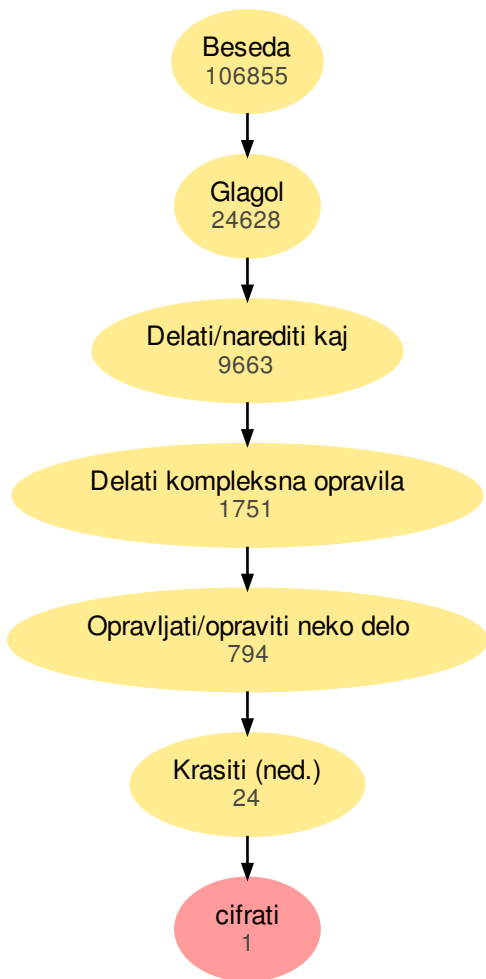 Beseda
106855
Glagol
24628
Delati/narediti kaj
9663
Delati kompleksna opravila
1751
Opravljati/opraviti neko delo
794
Krasiti (ned.)
24
cifrati
1